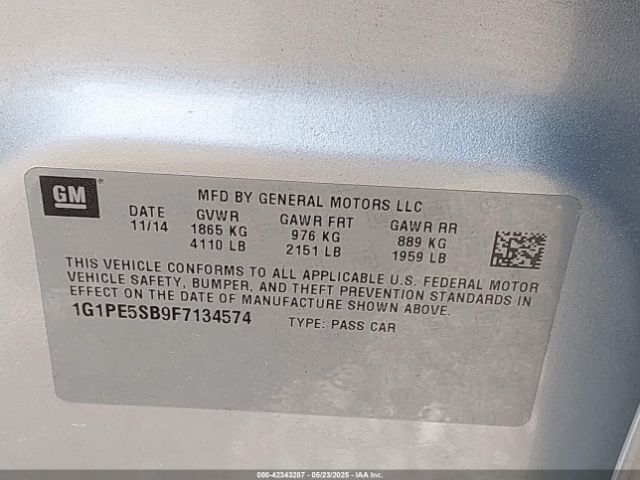 GM
MFD BY GENERAL MOTORS LLC
DATE GVWR GAWR FRT GAWR RR
11/14 1865 KG 976 KG 889 KG
4110 LB 2151 LB 1959 LB
THIS VEHICLE CONFORMS TO ALL APPLICABLE U.S. FEDERAL MOTOR
VEHICLE SAFETY, BUMPER, AND THEFT PREVENTION STANDARDS IN
EFFECT ON THE DATE OF MANUFACTURE SHOWN ABOVE.
1G1PE5SB9F7134574 TYPE: PASS CAR
000-42343287 - 05/23/2025 - IAA Inc.